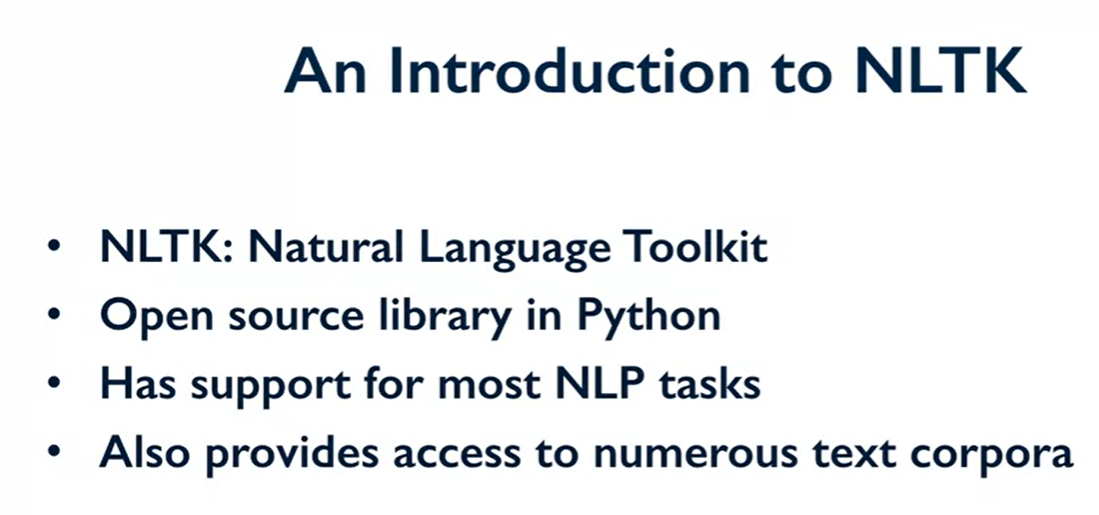 An Introduction to NLTK
• NLTK: Natural Language Toolkit
• Open source library in Python
• Has support for most NLP tasks
• Also provides access to numerous text corpora